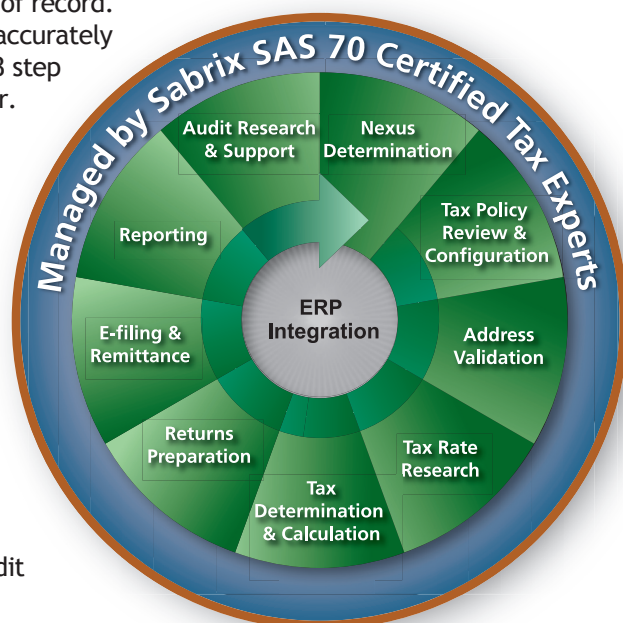 of record.
accurately
3 step
r.
Managed by Sabrix SAS 70 Certified Tax Experts
Nexus
Determination
Tax Policy
Review &
Configuration
Address
Validation
Tax Rate
Research
Tax
Determination
& Calculation
Returns
Preparation
E-filing &
Remittance
Reporting
Audit Research
& Support
ERP
Integration
dit